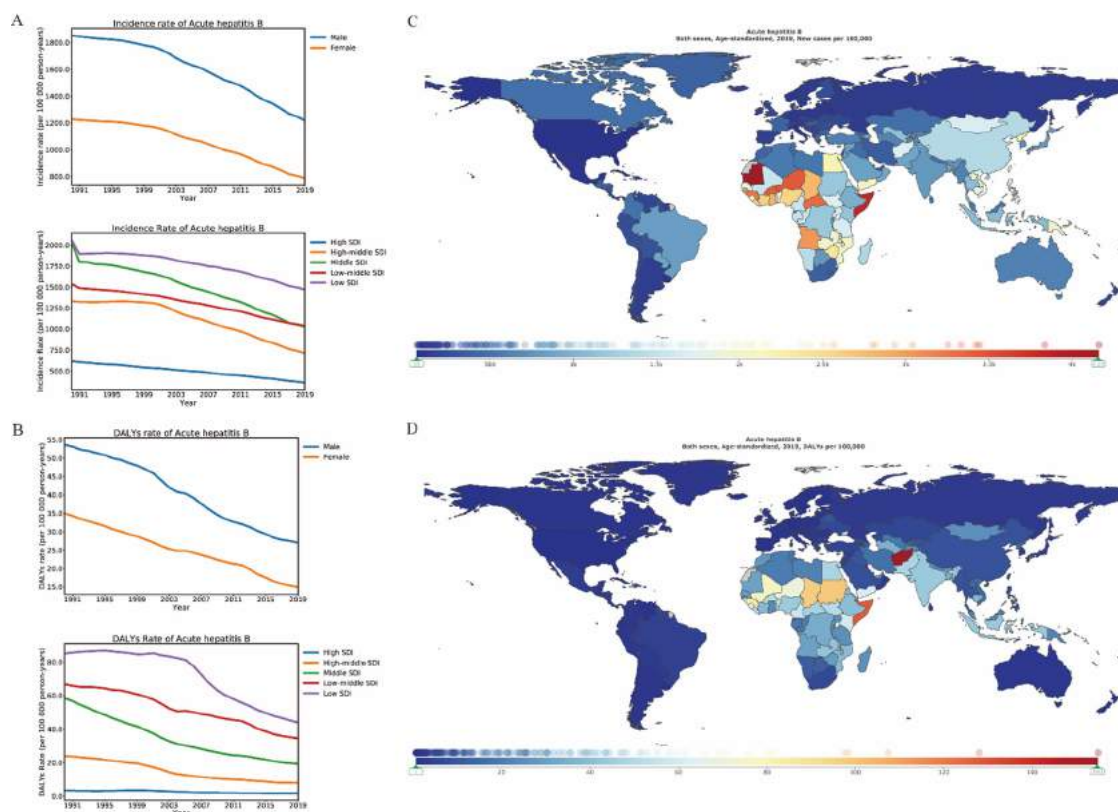 A
Incidence rate of Acute hepatitis B
Incidence rate (per 100 000 person-years)
1800.0
1600.0
1400.0
1200.0
1000.0
800.0
1991 1995 1999 2003 2007 2011 2015 2019
Year
Male
Female
Incidence Rate of Acute hepatitis B
Incidence Rate (per 100 000 person-years)
2000.0
1750.0
1500.0
1250.0
1000.0
750.0
500.0
1991 1995 1999 2003 2007 2011 2015 2019
Year
High SDI
High-middle SDI
Middle SDI
Low-middle SDI
Low SDI
B
DALYs rate of Acute hepatitis B
DALYs rate (per 100 000 person-years)
55.0
50.0
45.0
40.0
35.0
30.0
25.0
20.0
15.0
1991 1995 1999 2003 2007 2011 2015 2019
Year
Male
Female
DALYs Rate of Acute hepatitis B
DALYs Rate (per 100 000 person-years)
80.0
60.0
40.0
20.0
0.0
1991 1995 1999 2003 2007 2011 2015 2019
Year
High SDI
High-middle SDI
Middle SDI
Low-middle SDI
Low SDI
C
Acute hepatitis B
Both sexes, Age-standardized, 2019, New cases per 100,000
500 1k 1.5k 2k 2.5k 3k 3.5k 4k
D
Acute hepatitis B
Both sexes, Age-standardized, 2019, DALYs per 100,000
20 40 60 80 100 120 140